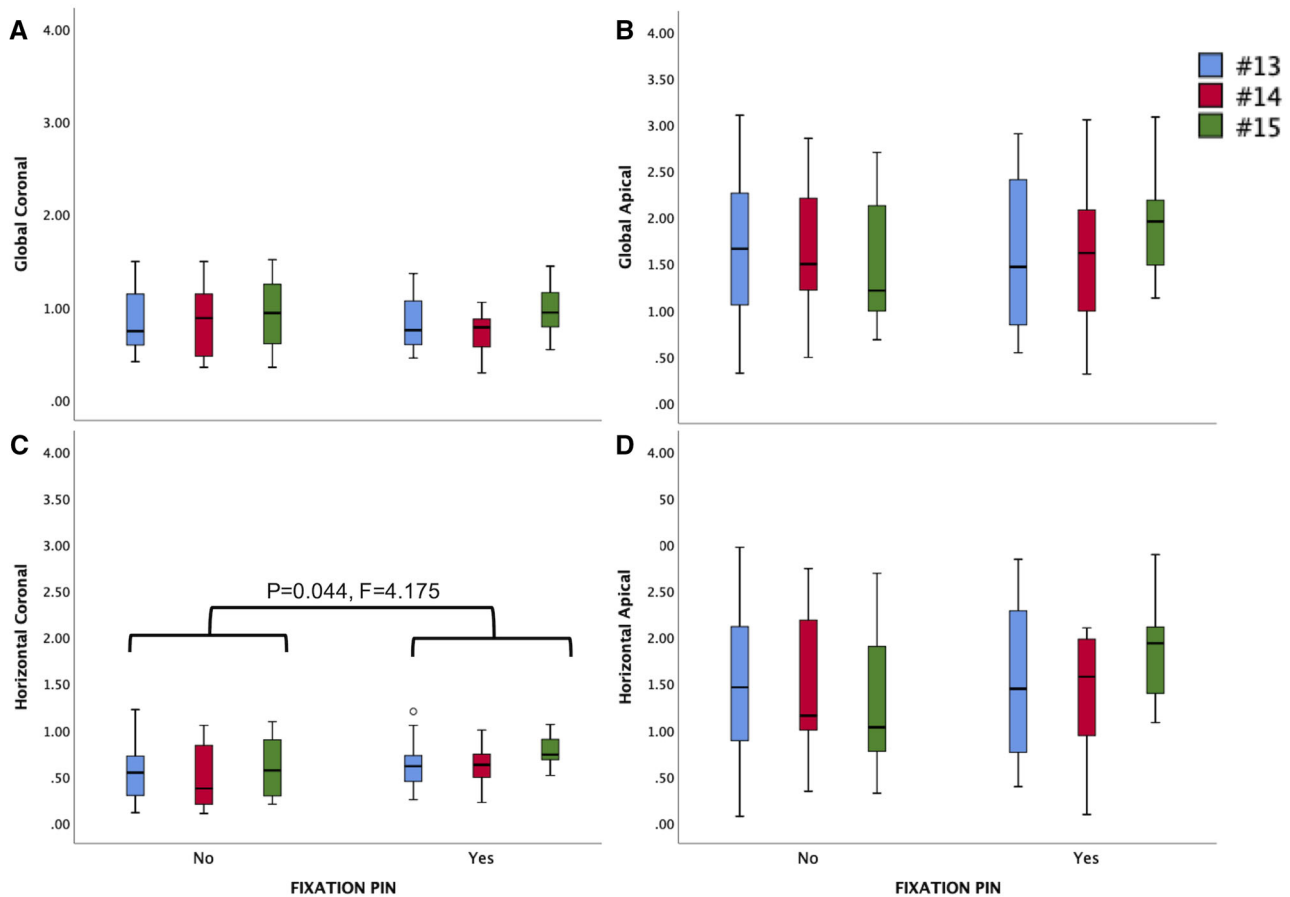 A
Global Coronal
4.00
3.00
2.00
1.00
.00
B
Global Apical
4.00
3.50
3.00
2.50
2.00
1.50
1.00
.50
.00
#13
#14
#15
C
Horizontal Coronal
4.00
3.50
3.00
2.50
2.00
1.50
1.00
.50
.00
P=0.044, F=4.175
No
Yes
FIXATION PIN
D
Horizontal Apical
4.00
50
00
2.50
2.00
1.50
1.00
.50
.00
No
Yes
FIXATION PIN